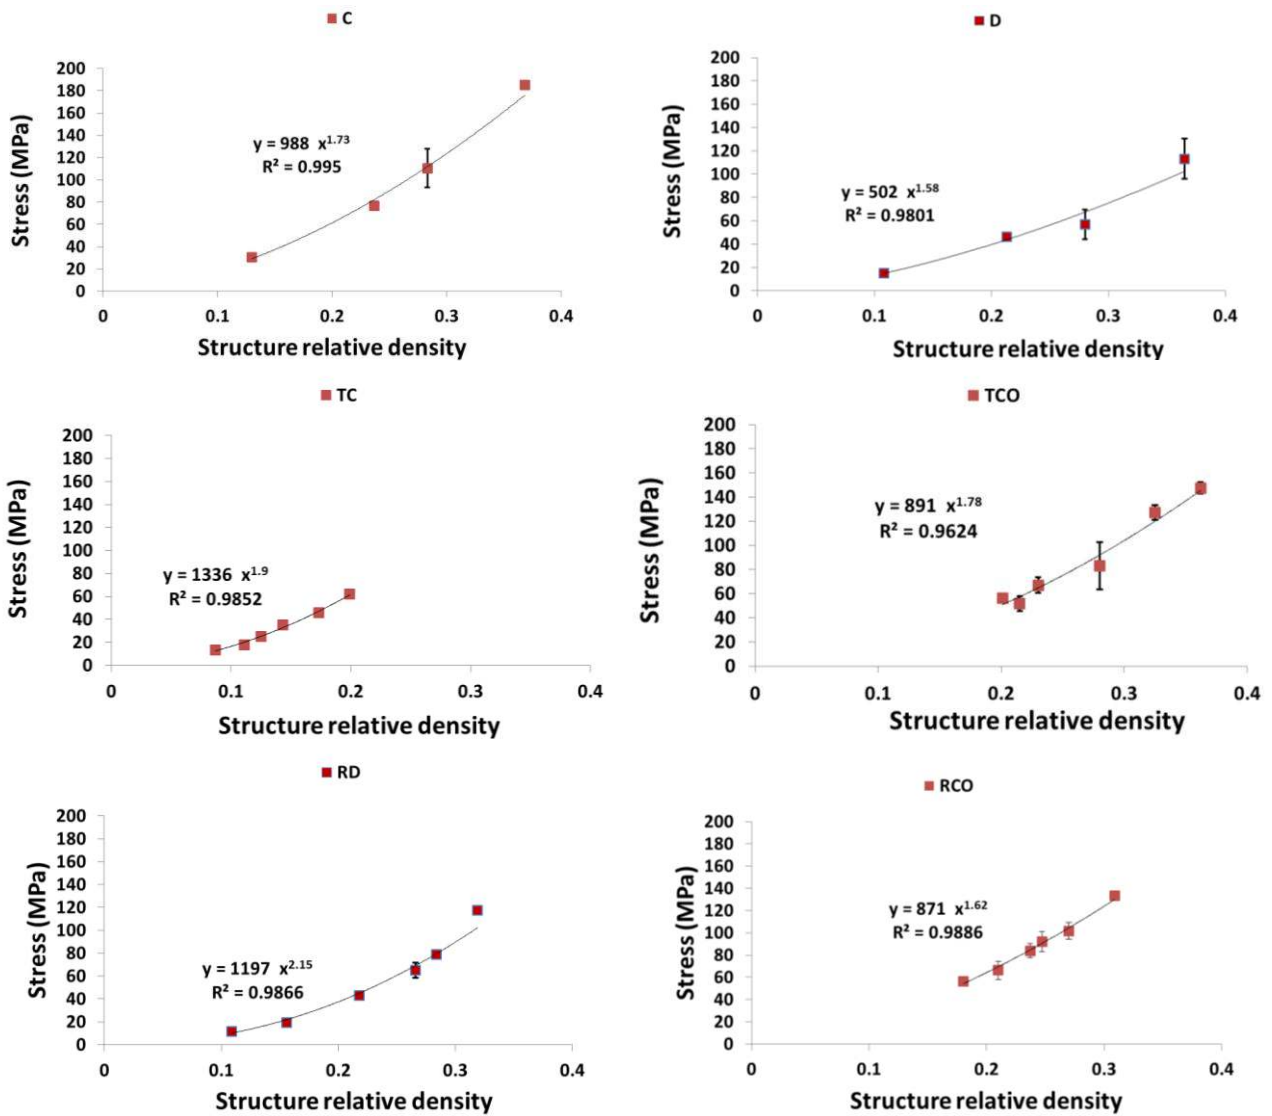 C
200
180
160
140
120
100
80
60
40
20
0
Stress (MPa)
y = 988 x^1.73
R² = 0.995
0 0.1 0.2 0.3 0.4
Structure relative density
D
200
180
160
140
120
100
80
60
40
20
0
Stress (MPa)
y = 502 x^1.58
R² = 0.9801
0 0.1 0.2 0.3 0.4
Structure relative density
TC
200
180
160
140
120
100
80
60
40
20
0
Stress (MPa)
y = 1336 x^1.9
R² = 0.9852
0 0.1 0.2 0.3 0.4
Structure relative density
TCO
200
180
160
140
120
100
80
60
40
20
0
Stress (MPa)
y = 891 x^1.78
R² = 0.9624
0 0.1 0.2 0.3 0.4
Structure relative density
RD
200
180
160
140
120
100
80
60
40
20
0
Stress (MPa)
y = 1197 x^2.15
R² = 0.9866
0 0.1 0.2 0.3 0.4
Structure relative density
RCO
200
180
160
140
120
100
80
60
40
20
0
Stress (MPa)
y = 871 x^1.62
R² = 0.9886
0 0.1 0.2 0.3 0.4
Structure relative density